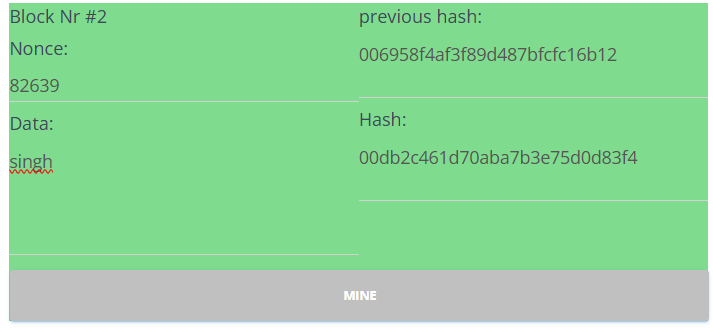 Block Nr #2
Nonce:
82639
Data:
singh
previous hash:
006958f4af3f89d487bfcfc16b12
Hash:
00db2c461d70aba7b3e75d0d83f4
MINE